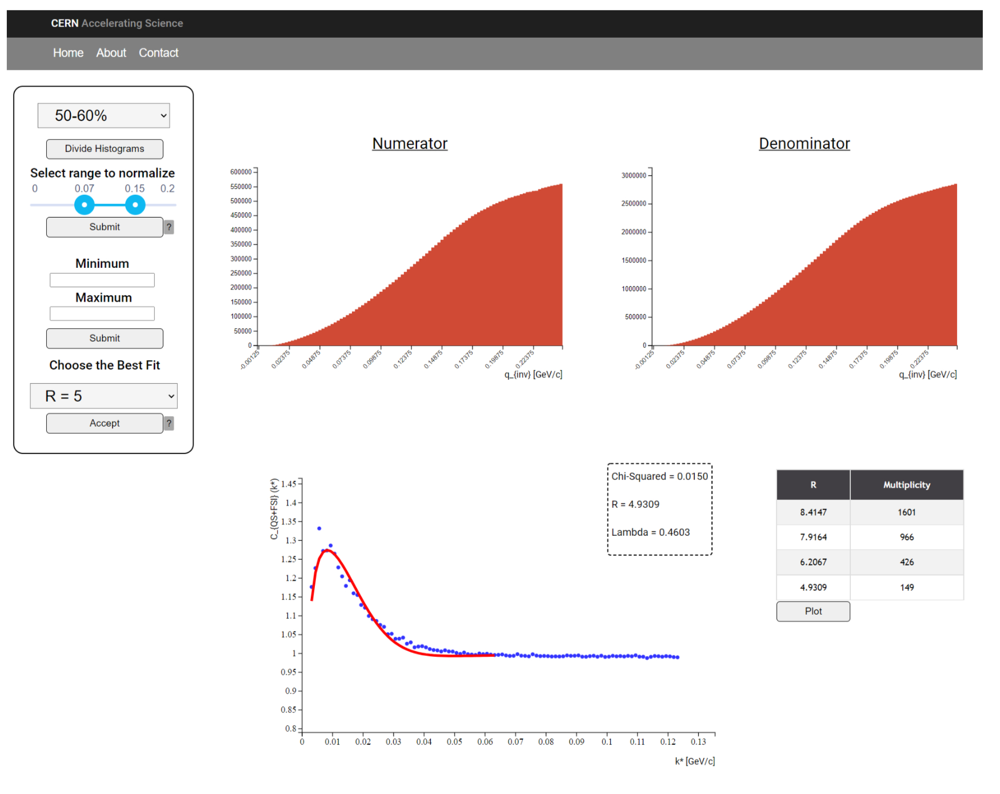 CERN Accelerating Science
Home About Contact
50-60%
Divide Histograms
Select range to normalize
0 0.07 0.15 0.2
Submit ?
Minimum
Maximum
Submit
Choose the Best Fit
R = 5
Accept ?
Numerator
600000
550000
500000
450000
400000
350000
300000
250000
200000
150000
100000
50000
0
-0.00125 0.02375 0.04875 0.07375 0.09875 0.12375 0.14875 0.17375 0.19875 0.22375
q_{inv} [GeV/c]
Denominator
3000000
2500000
2000000
1500000
1000000
500000
0
-0.00125 0.02375 0.04875 0.07375 0.09875 0.12375 0.14875 0.17375 0.19875 0.22375
q_{inv} [GeV/c]
C_{QS+FSI} (k*)
1.45
1.4
1.35
1.3
1.25
1.2
1.15
1.1
1.05
1
0.95
0.9
0.85
0.8
0 0.01 0.02 0.03 0.04 0.05 0.06 0.07 0.08 0.09 0.1 0.11 0.12 0.13
k* [GeV/c]
Chi-Squared = 0.0150
R = 4.9309
Lambda = 0.4603
R Multiplicity
8.4147 1601
7.9164 966
6.2067 426
4.9309 149
Plot